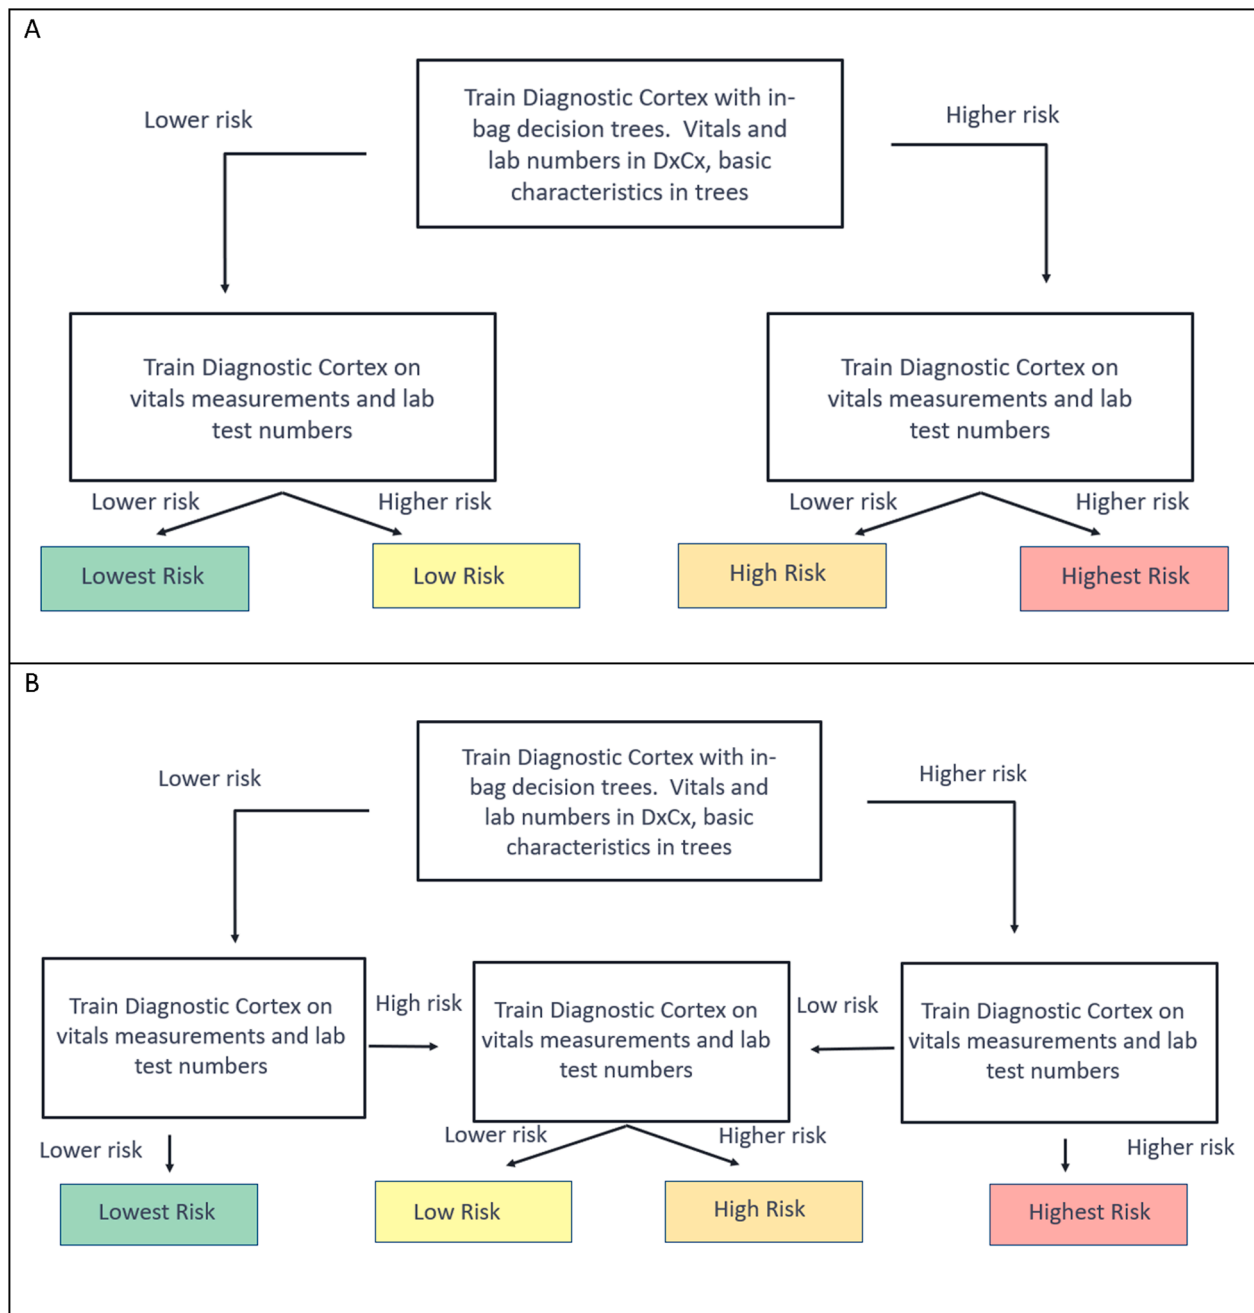 A
Train Diagnostic Cortex with in-
bag decision trees.  Vitals and
lab numbers in DxCx, basic
characteristics in trees
Lower risk
Higher risk
Train Diagnostic Cortex on
vitals measurements and lab
test numbers
Train Diagnostic Cortex on
vitals measurements and lab
test numbers
Lower risk
Higher risk
Lower risk
Higher risk
Lowest Risk
Low Risk
High Risk
Highest Risk
B
Train Diagnostic Cortex with in-
bag decision trees.  Vitals and
lab numbers in DxCx, basic
characteristics in trees
Lower risk
Higher risk
Train Diagnostic Cortex on
vitals measurements and lab
test numbers
High risk
Train Diagnostic Cortex on
vitals measurements and lab
test numbers
Low risk
Train Diagnostic Cortex on
vitals measurements and lab
test numbers
Lower risk
Lower risk
Higher risk
Higher risk
Lowest Risk
Low Risk
High Risk
Highest Risk